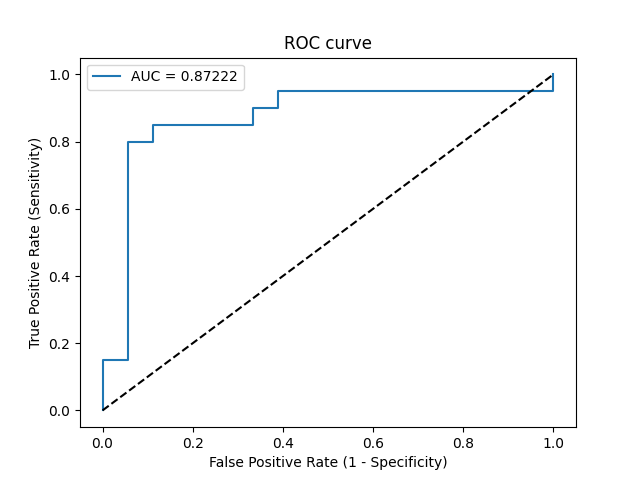 ROC curve
AUC = 0.87222
True Positive Rate (Sensitivity)
1.0
0.8
0.6
0.4
0.2
0.0
0.0 0.2 0.4 0.6 0.8 1.0
False Positive Rate (1 - Specificity)